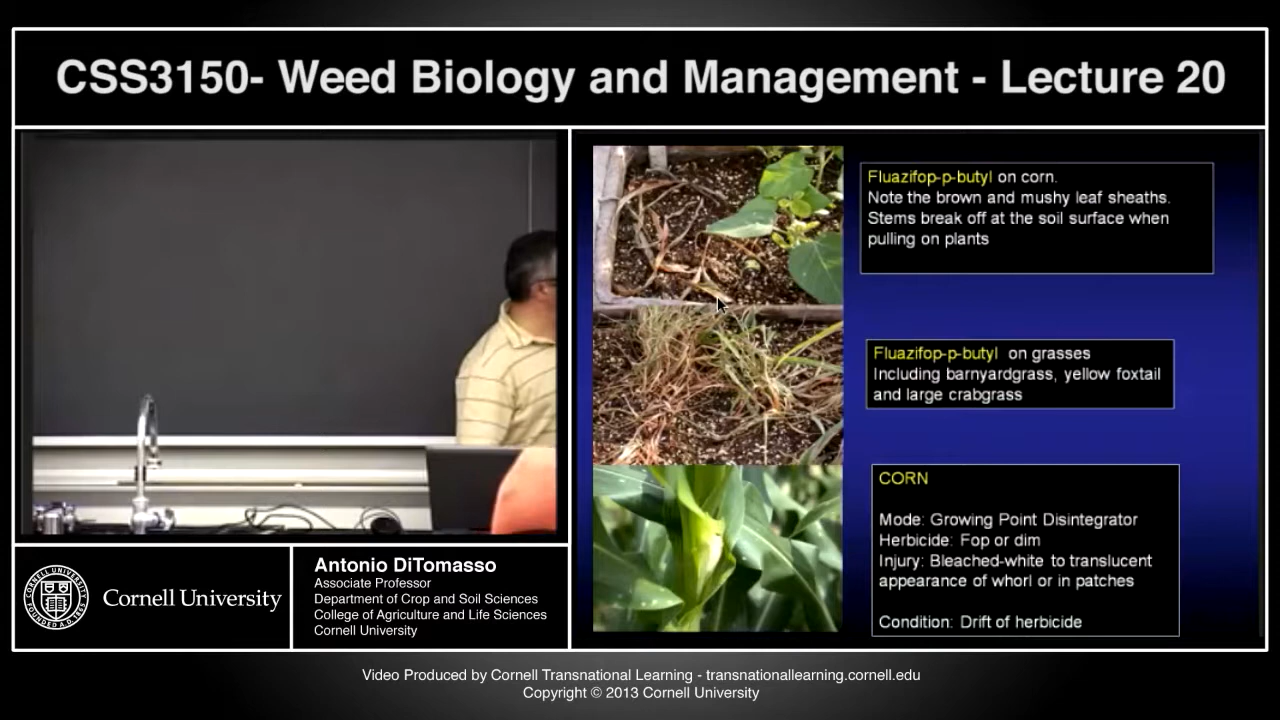 CSS3150- Weed Biology and Management - Lecture 20
Fluazifop-p-butyl on corn.
Note the brown and mushy leaf sheaths.
Stems break off at the soil surface when
pulling on plants
Fluazifop-p-butyl on grasses
Including barnyardgrass, yellow foxtail
and large crabgrass
CORN
Mode: Growing Point Disintegrator
Herbicide: Fop or dim
Injury: Bleached-white to translucent
appearance of whorl or in patches
Condition: Drift of herbicide
Cornell University
Antonio DiTomasso
Associate Professor
Department of Crop and Soil Sciences
College of Agriculture and Life Sciences
Cornell University
Video Produced by Cornell Transnational Learning - transnationallearning.cornell.edu
Copyright © 2013 Cornell University